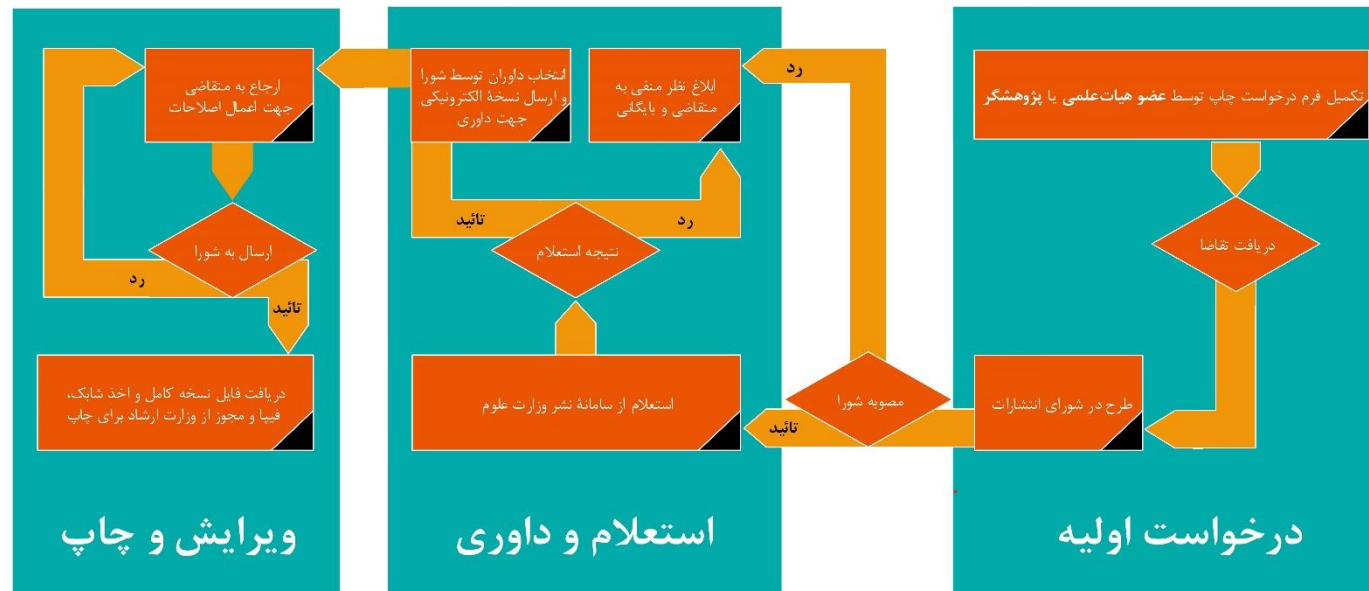 تکمیل فرم درخواست چاپ توسط عضو هیات‌علمی یا پژوهشگر
دریافت تقاضا
طرح در شورای انتشارات
درخواست اولیه
مصوبه شورا
رد
تائید
استعلام از سامانهٔ نشر وزارت علوم
نتیجه استعلام
رد
تائید
ابلاغ نظر منفی به
متقاضی و بایگانی
انتخاب داوران توسط شورا
و ارسال نسخهٔ الکترونیکی
جهت داوری
استعلام و داوری
ارجاع به متقاضی
جهت اعمال اصلاحات
ارسال به شورا
رد
تائید
دریافت فایل نسخه کامل و اخذ شابک،
فیپا و مجوز از وزارت ارشاد برای چاپ
ویرایش و چاپ